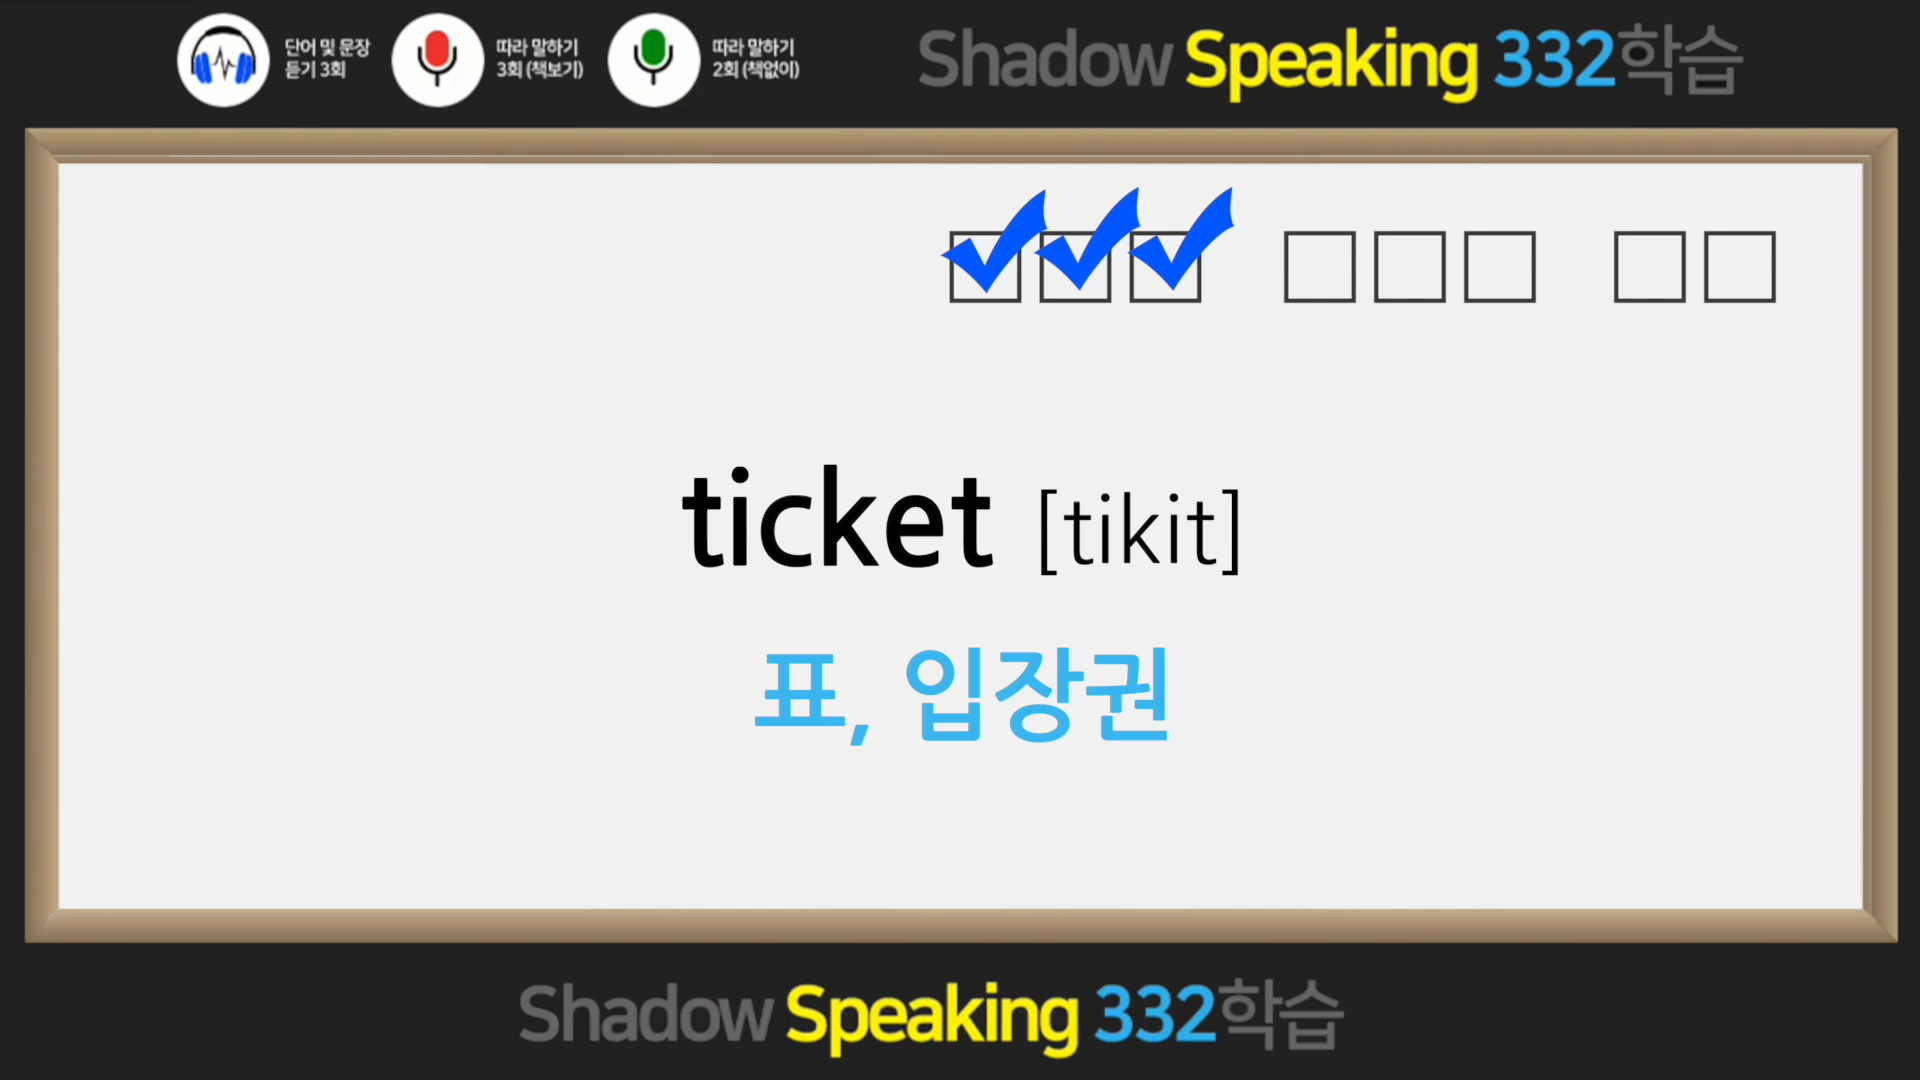 단어 및 문장
듣기 3회
따라 말하기
3회 (책보기)
따라 말하기
2회 (책없이)
Shadow Speaking 332학습
ticket [tikit]
표, 입장권
Shadow Speaking 332학습